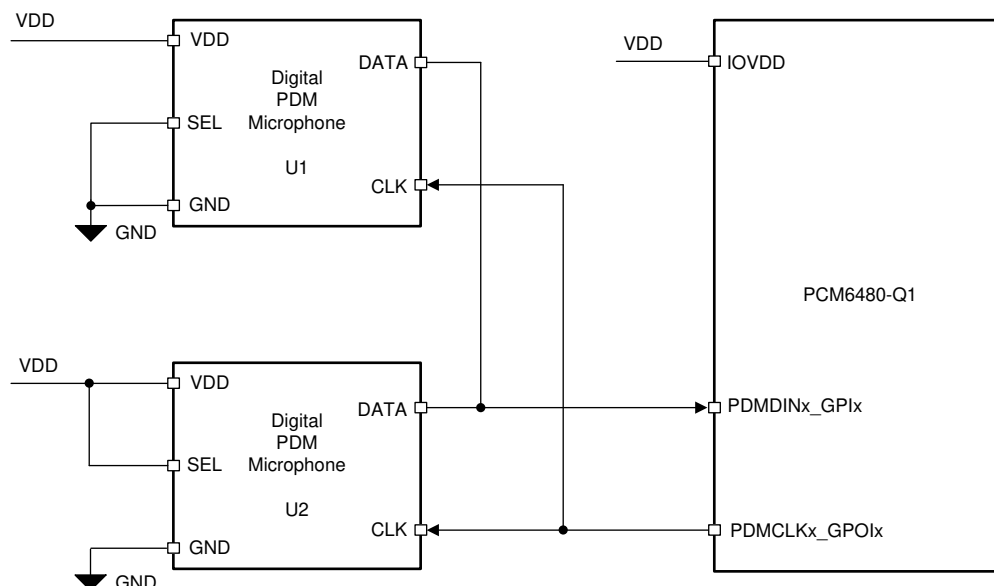 VDD
VDD
DATA
Digital
PDM
Microphone
SEL
U1
CLK
GND
GND
VDD
IOVDD
PCM6480-Q1
VDD
VDD
DATA
Digital
PDM
Microphone
SEL
U2
CLK
GND
GND
PDMDINx_GPIx
PDMCLKx_GPOIx